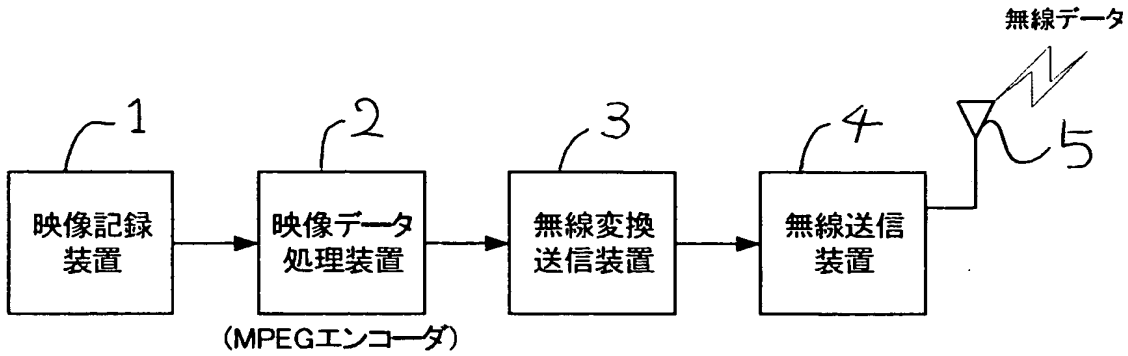 無線データ
1
2
3
4
5
映像記録
装置
映像データ
処理装置
無線変換
送信装置
無線送信
装置
(MPEGエンコーダ)